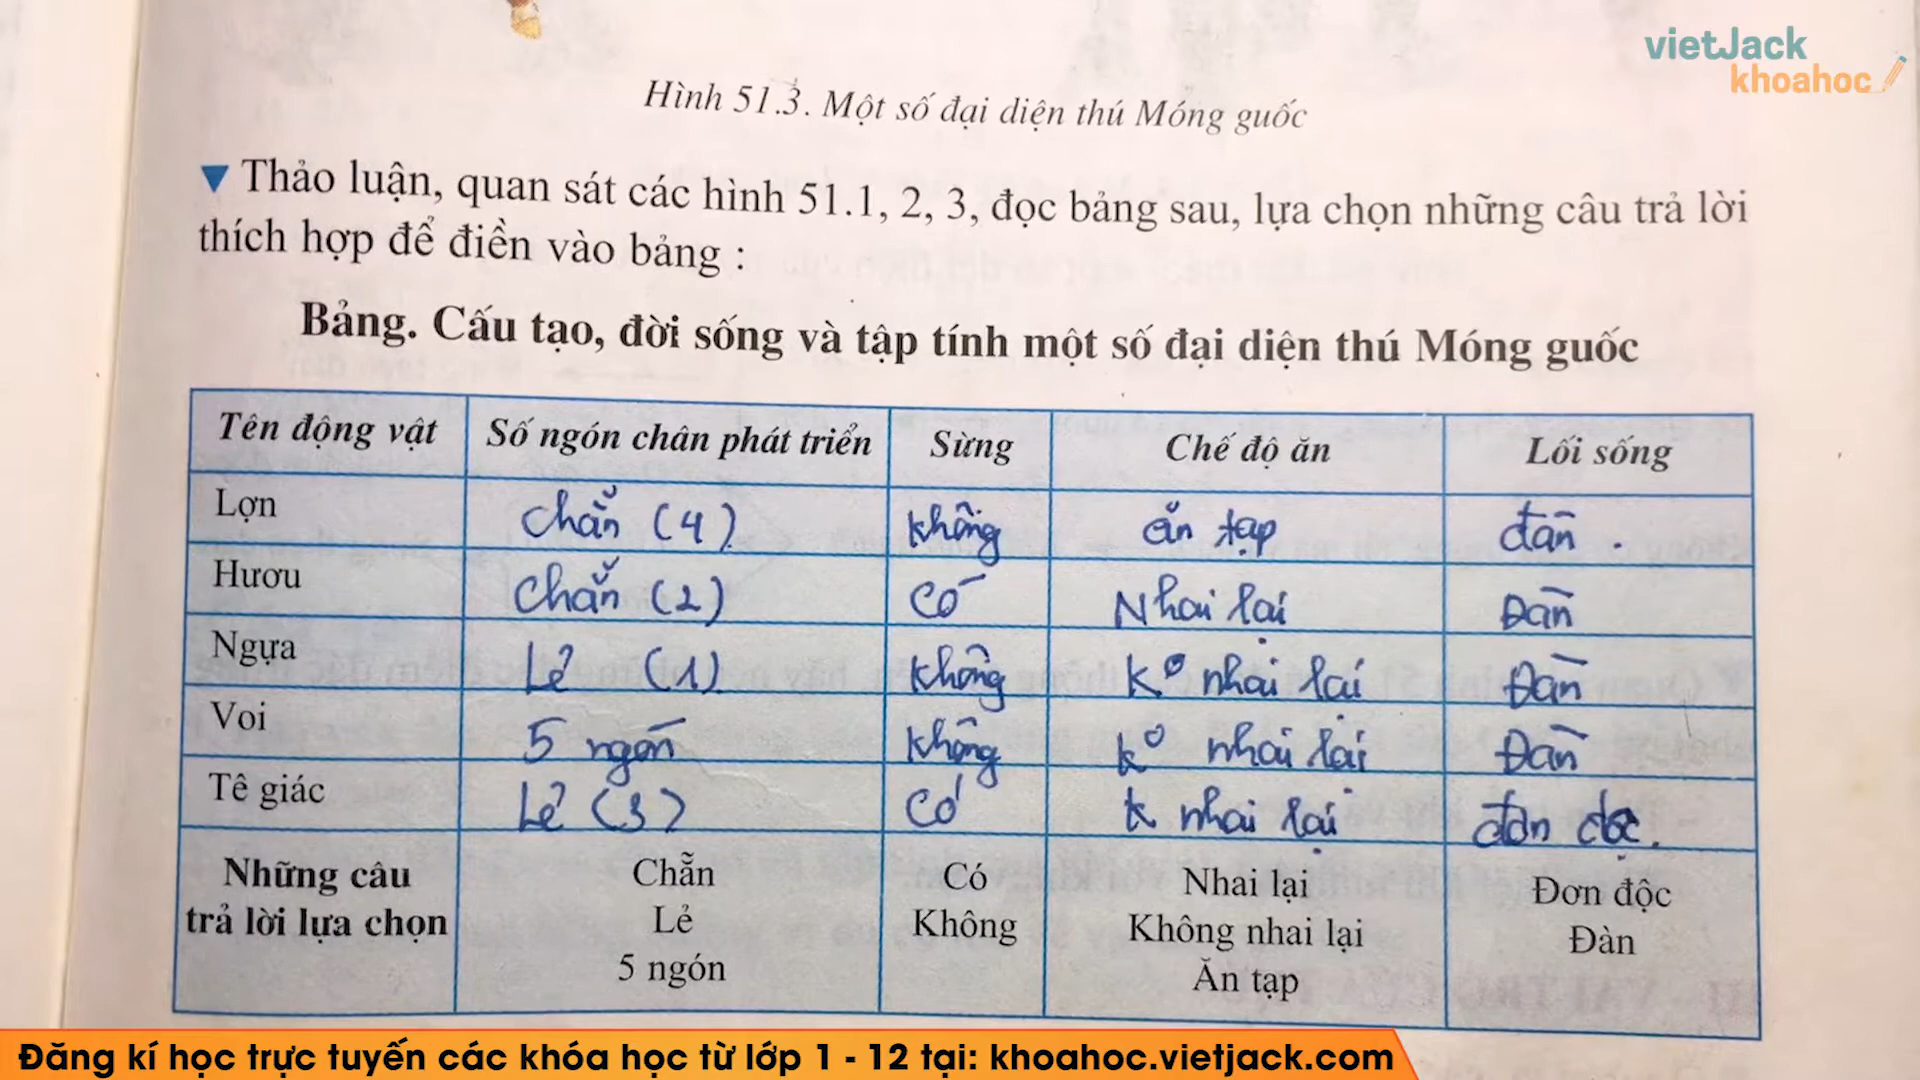 vietJack
khoahoc
Hình 51.3. Một số đại diện thú Móng guốc
Thảo luận, quan sát các hình 51.1, 2, 3, đọc bảng sau, lựa chọn những câu trả lời
thích hợp để điền vào bảng :
Bảng. Cấu tạo, đời sống và tập tính một số đại diện thú Móng guốc
Tên động vật Số ngón chân phát triển Sừng Chế độ ăn Lối sống
Lợn chẵn (4) không ăn tạp đàn.
Hươu chẵn (2) có Nhai lại Đàn
Ngựa Lẻ (1) không k° nhai lại Đàn
Voi 5 ngón không k° nhai lại Đàn
Tê giác Lẻ (3) có k nhai lại đơn độc.
Những câu trả lời lựa chọn
Chẵn
Lẻ
5 ngón
Có
Không
Nhai lại
Không nhai lại
Ăn tạp
Đơn độc
Đàn
Đăng kí học trực tuyến các khóa học từ lớp 1 - 12 tại: khoahoc.vietjack.com